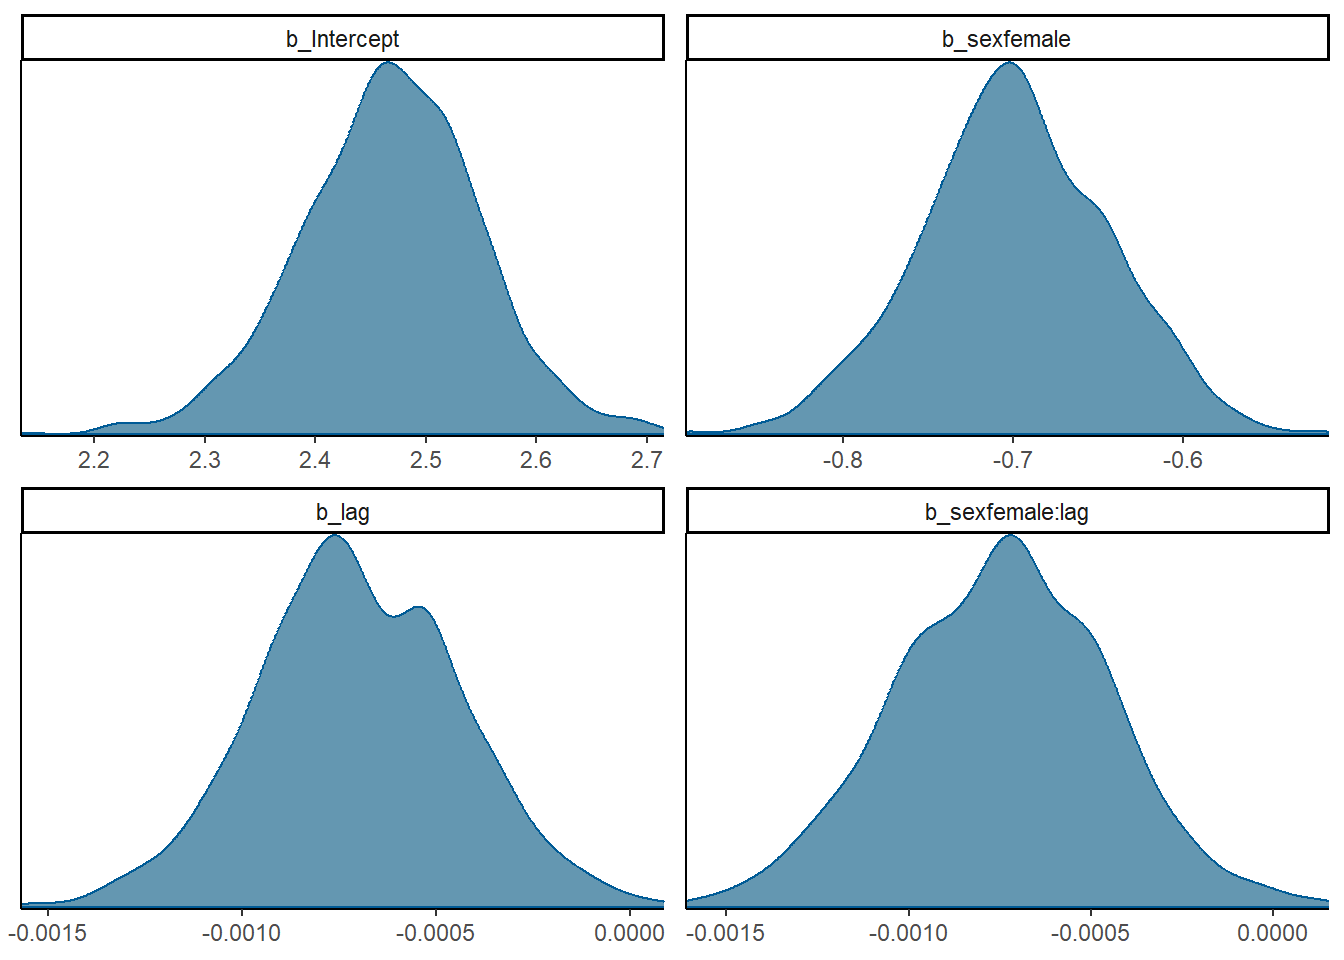 b_Intercept
b_sexfemale
2.2 2.3 2.4 2.5 2.6 2.7
-0.8 -0.7 -0.6
b_lag
b_sexfemale:lag
-0.0015 -0.0010 -0.0005 0.0000
-0.0015 -0.0010 -0.0005 0.0000